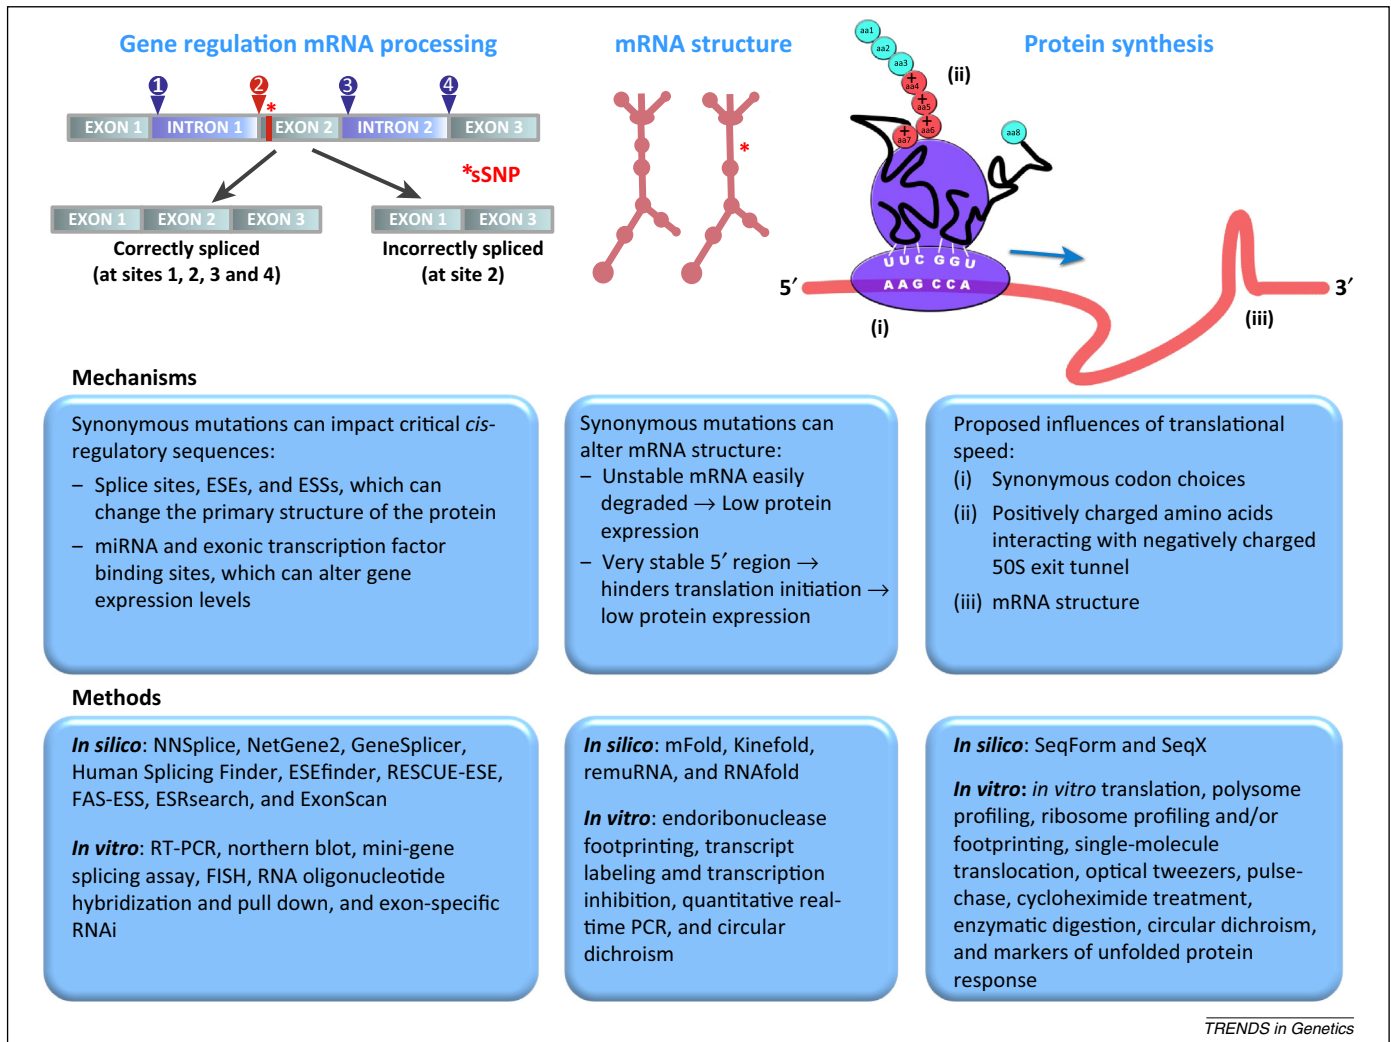 Gene regulation mRNA processing
1 2 3 4
*
EXON 1 INTRON 1 EXON 2 INTRON 2 EXON 3
*sSNP
EXON 1 EXON 2 EXON 3
Correctly spliced
(at sites 1, 2, 3 and 4)
EXON 1 EXON 3
Incorrectly spliced
(at site 2)
mRNA structure
*
Protein synthesis
aa1
aa2
aa3
+
aa4
+
aa5
+
aa6
+
aa7
(ii)
aa8
UUC GGU
AAG CCA
5′
3′
(i)
(iii)
Mechanisms
Synonymous mutations can impact critical cis-
regulatory sequences:
– Splice sites, ESEs, and ESSs, which can
change the primary structure of the protein
– miRNA and exonic transcription factor
binding sites, which can alter gene
expression levels
Synonymous mutations can
alter mRNA structure:
– Unstable mRNA easily
degraded → Low protein
expression
– Very stable 5′ region →
hinders translation initiation →
low protein expression
Proposed influences of translational
speed:
(i) Synonymous codon choices
(ii) Positively charged amino acids
interacting with negatively charged
50S exit tunnel
(iii) mRNA structure
Methods
In silico: NNSplice, NetGene2, GeneSplicer,
Human Splicing Finder, ESEfinder, RESCUE-ESE,
FAS-ESS, ESRsearch, and ExonScan
In vitro: RT-PCR, northern blot, mini-gene
splicing assay, FISH, RNA oligonucleotide
hybridization and pull down, and exon-specific
RNAi
In silico: mFold, Kinefold,
remuRNA, and RNAfold
In vitro: endoribonuclease
footprinting, transcript
labeling amd transcription
inhibition, quantitative real-
time PCR, and circular
dichroism
In silico: SeqForm and SeqX
In vitro: in vitro translation, polysome
profiling, ribosome profiling and/or
footprinting, single-molecule
translocation, optical tweezers, pulse-
chase, cycloheximide treatment,
enzymatic digestion, circular dichroism,
and markers of unfolded protein
response
TRENDS in Genetics